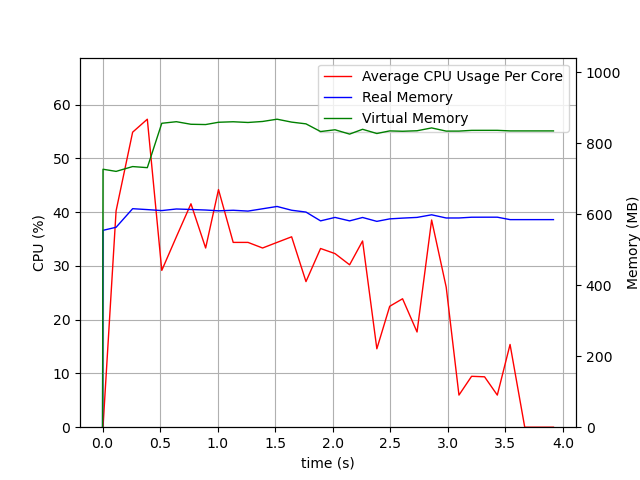 Average CPU Usage Per Core
Real Memory
Virtual Memory
CPU (%)
60
50
40
30
20
10
0
1000
800
600
400
200
0
Memory (MB)
0.0 0.5 1.0 1.5 2.0 2.5 3.0 3.5 4.0
time (s)